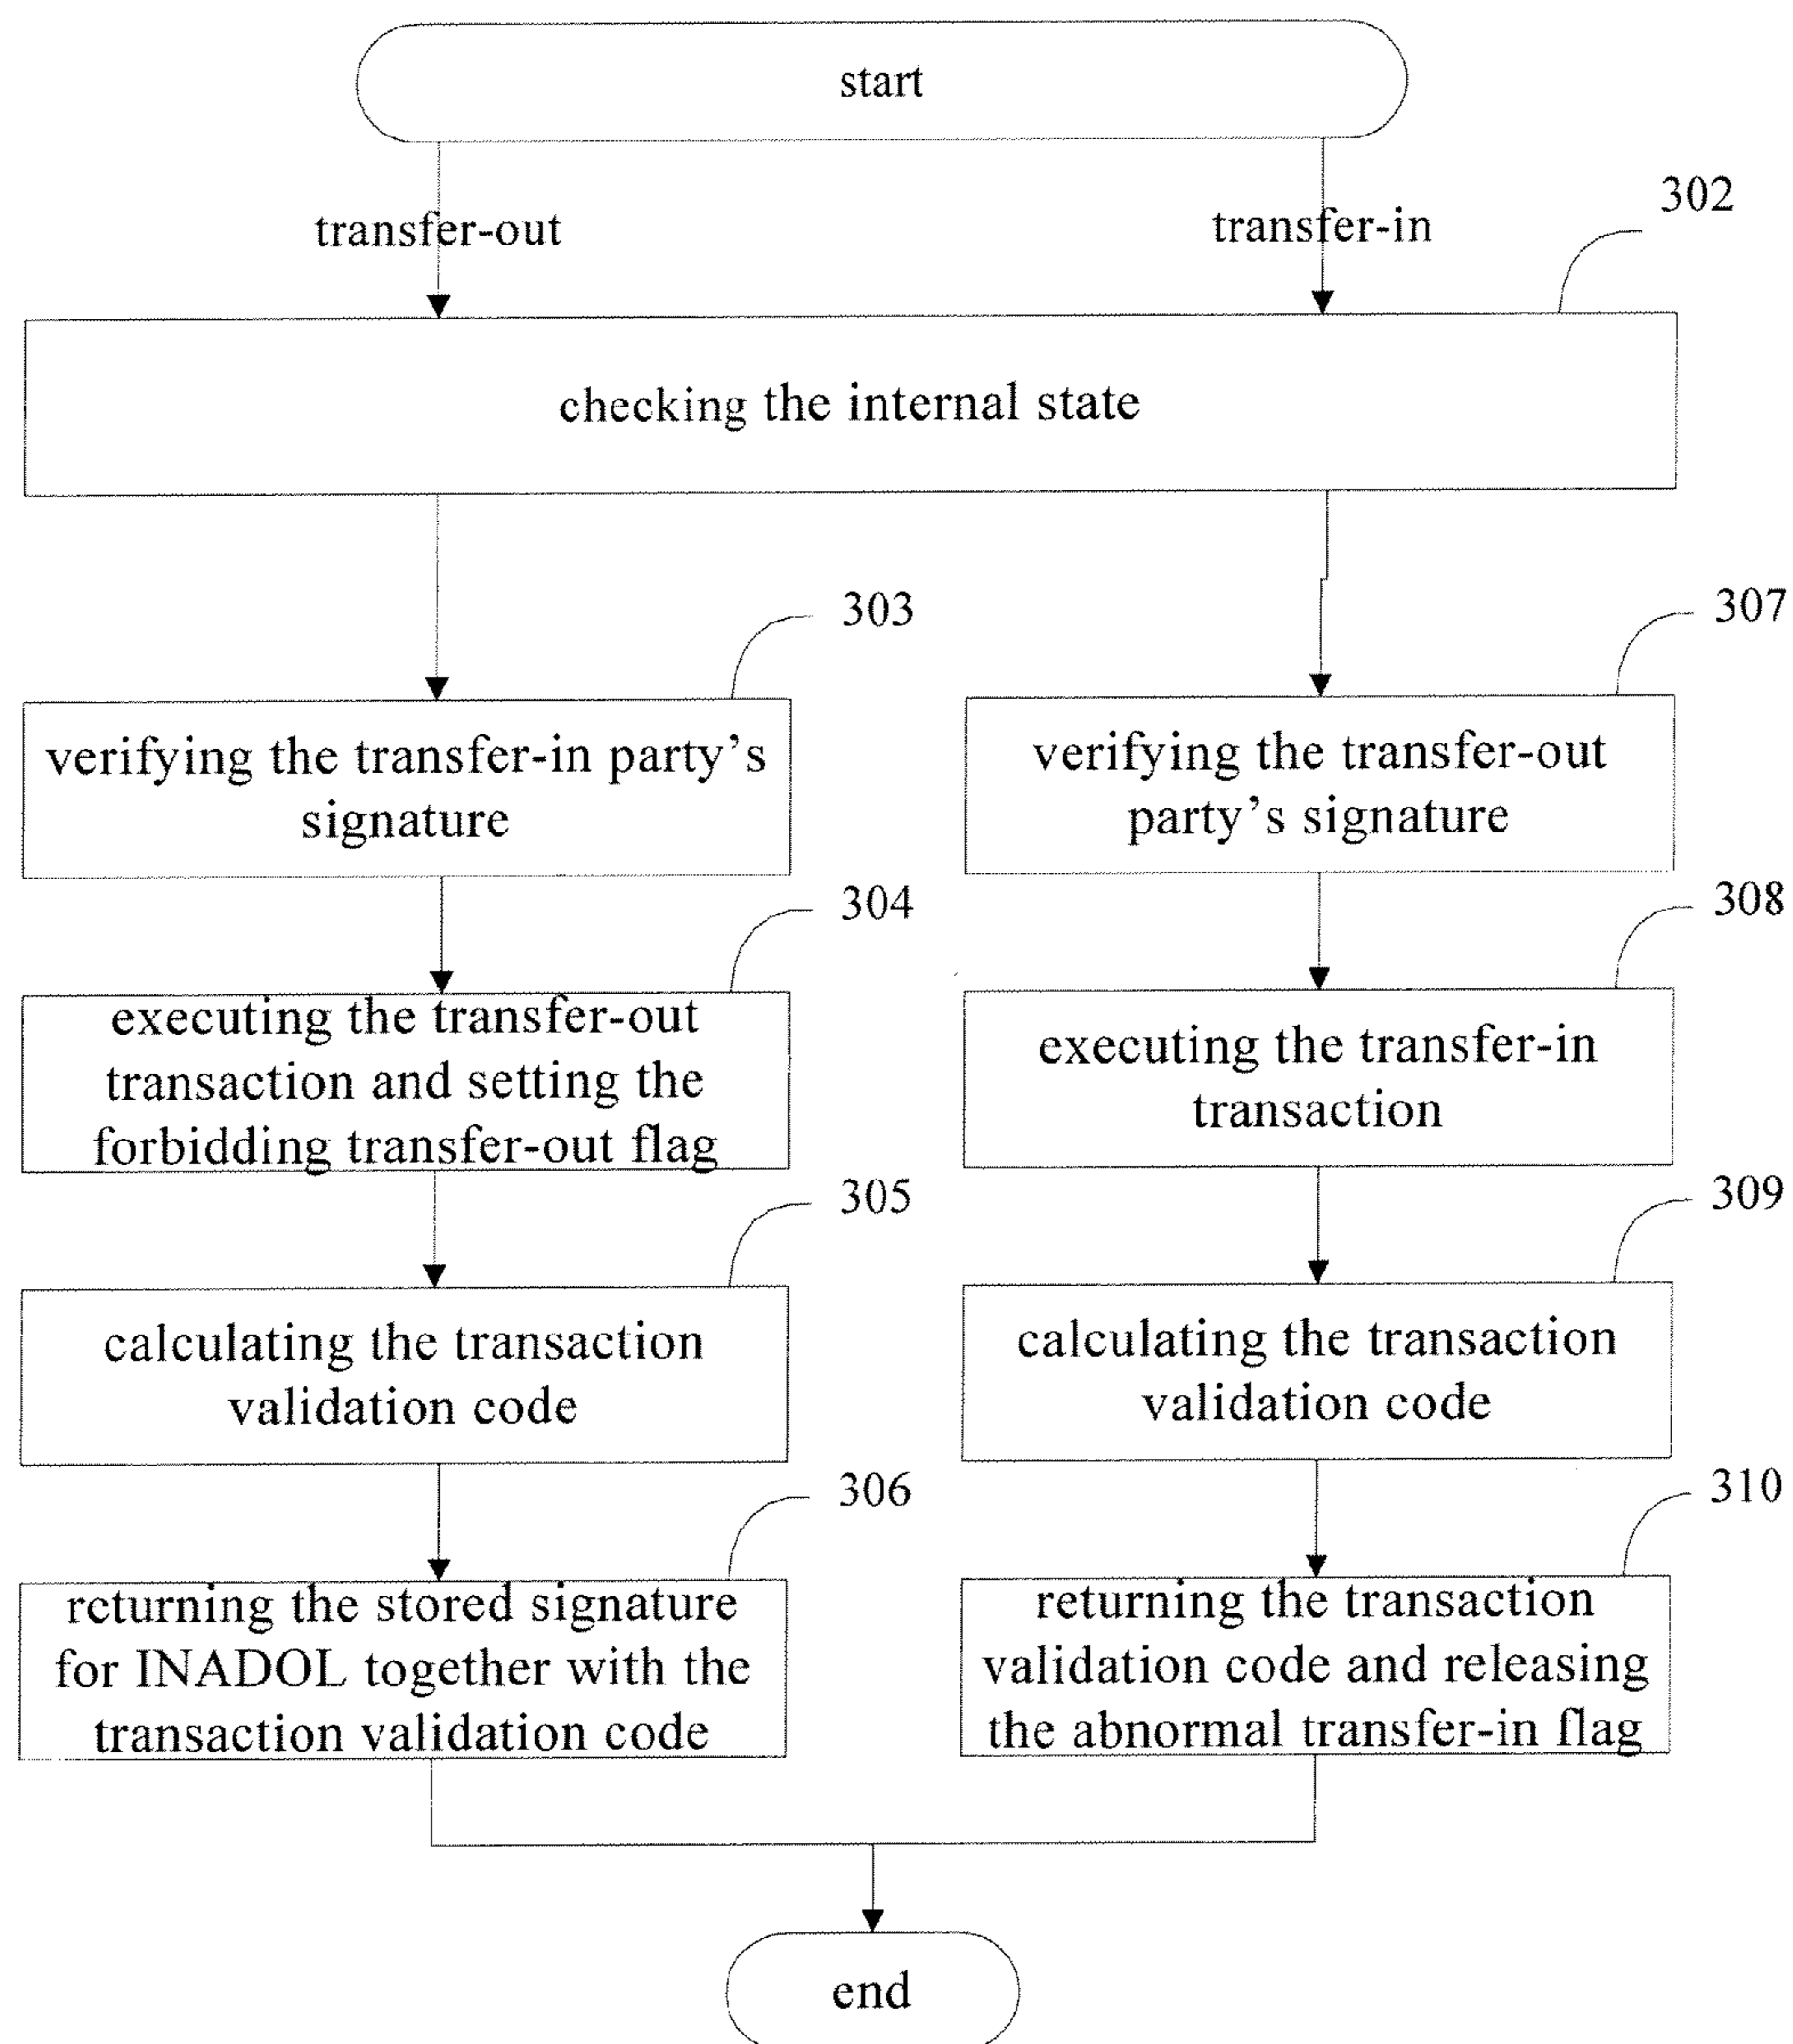 start
transfer-out
transfer-in
302
checking the internal state
303
307
verifying the transfer-in party's
signature
verifying the transfer-out
party's signature
304
308
executing the transfer-out
transaction and setting the
forbidding transfer-out flag
executing the transfer-in
transaction
305
309
calculating the transaction
validation code
calculating the transaction
validation code
306
310
returning the stored signature
for INADOL together with the
transaction validation code
returning the transaction
validation code and releasing
the abnormal transfer-in flag
end